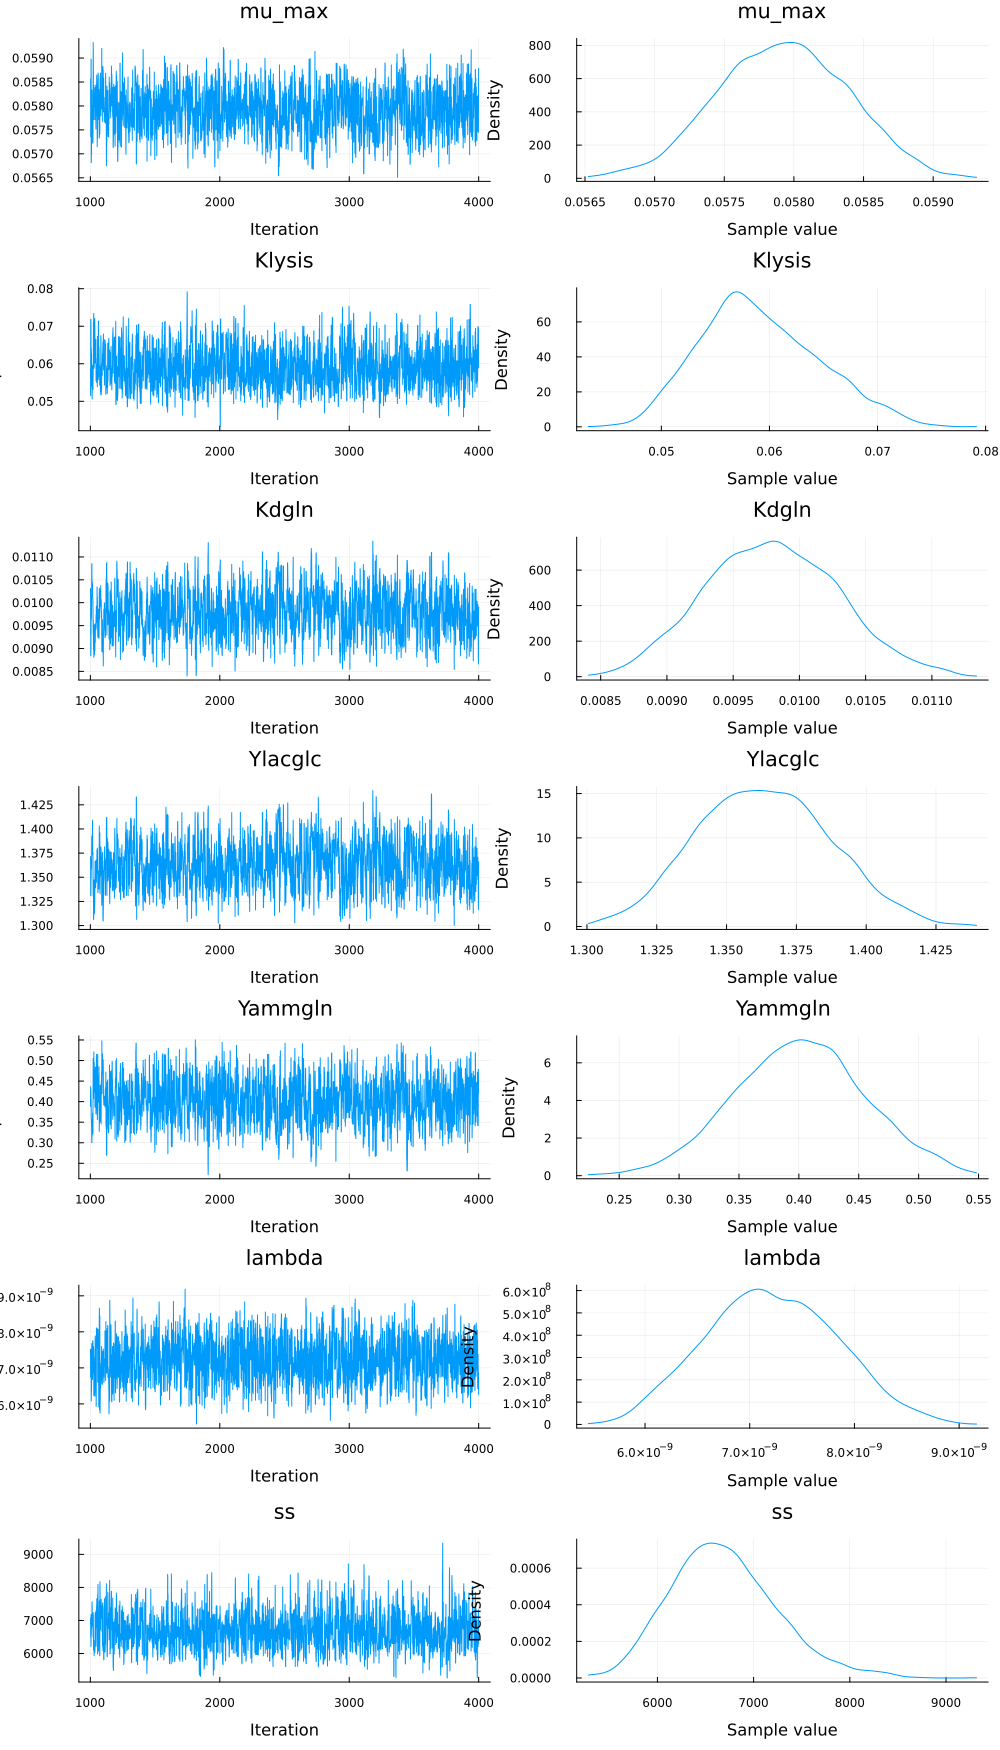 mu_max mu_max
0.0590
0.0585
0.0580
0.0575
0.0570
0.0565
1000 2000 3000 4000
Iteration
Density
800
600
400
200
0
0.0565 0.0570 0.0575 0.0580 0.0585 0.0590
Sample value
Klysis Klysis
0.08
0.07
0.06
0.05
1000 2000 3000 4000
Iteration
Density
60
40
20
0
0.05 0.06 0.07 0.08
Sample value
Kdgln Kdgln
0.0110
0.0105
0.0100
0.0095
0.0090
0.0085
1000 2000 3000 4000
Iteration
Density
600
400
200
0
0.0085 0.0090 0.0095 0.0100 0.0105 0.0110
Sample value
Ylacglc Ylacglc
1.425
1.400
1.375
1.350
1.325
1.300
1000 2000 3000 4000
Iteration
Density
15
10
5
0
1.300 1.325 1.350 1.375 1.400 1.425
Sample value
Yammgln Yammgln
0.55
0.50
0.45
0.40
0.35
0.30
0.25
1000 2000 3000 4000
Iteration
Density
6
4
2
0
0.25 0.30 0.35 0.40 0.45 0.50 0.55
Sample value
lambda lambda
9.0×10⁻⁹
8.0×10⁻⁹
7.0×10⁻⁹
6.0×10⁻⁹
1000 2000 3000 4000
Iteration
Density
6.0×10⁸
5.0×10⁸
4.0×10⁸
3.0×10⁸
2.0×10⁸
1.0×10⁸
0
6.0×10⁻⁹ 7.0×10⁻⁹ 8.0×10⁻⁹ 9.0×10⁻⁹
Sample value
ss ss
9000
8000
7000
6000
1000 2000 3000 4000
Iteration
Density
0.0006
0.0004
0.0002
0.0000
6000 7000 8000 9000
Sample value